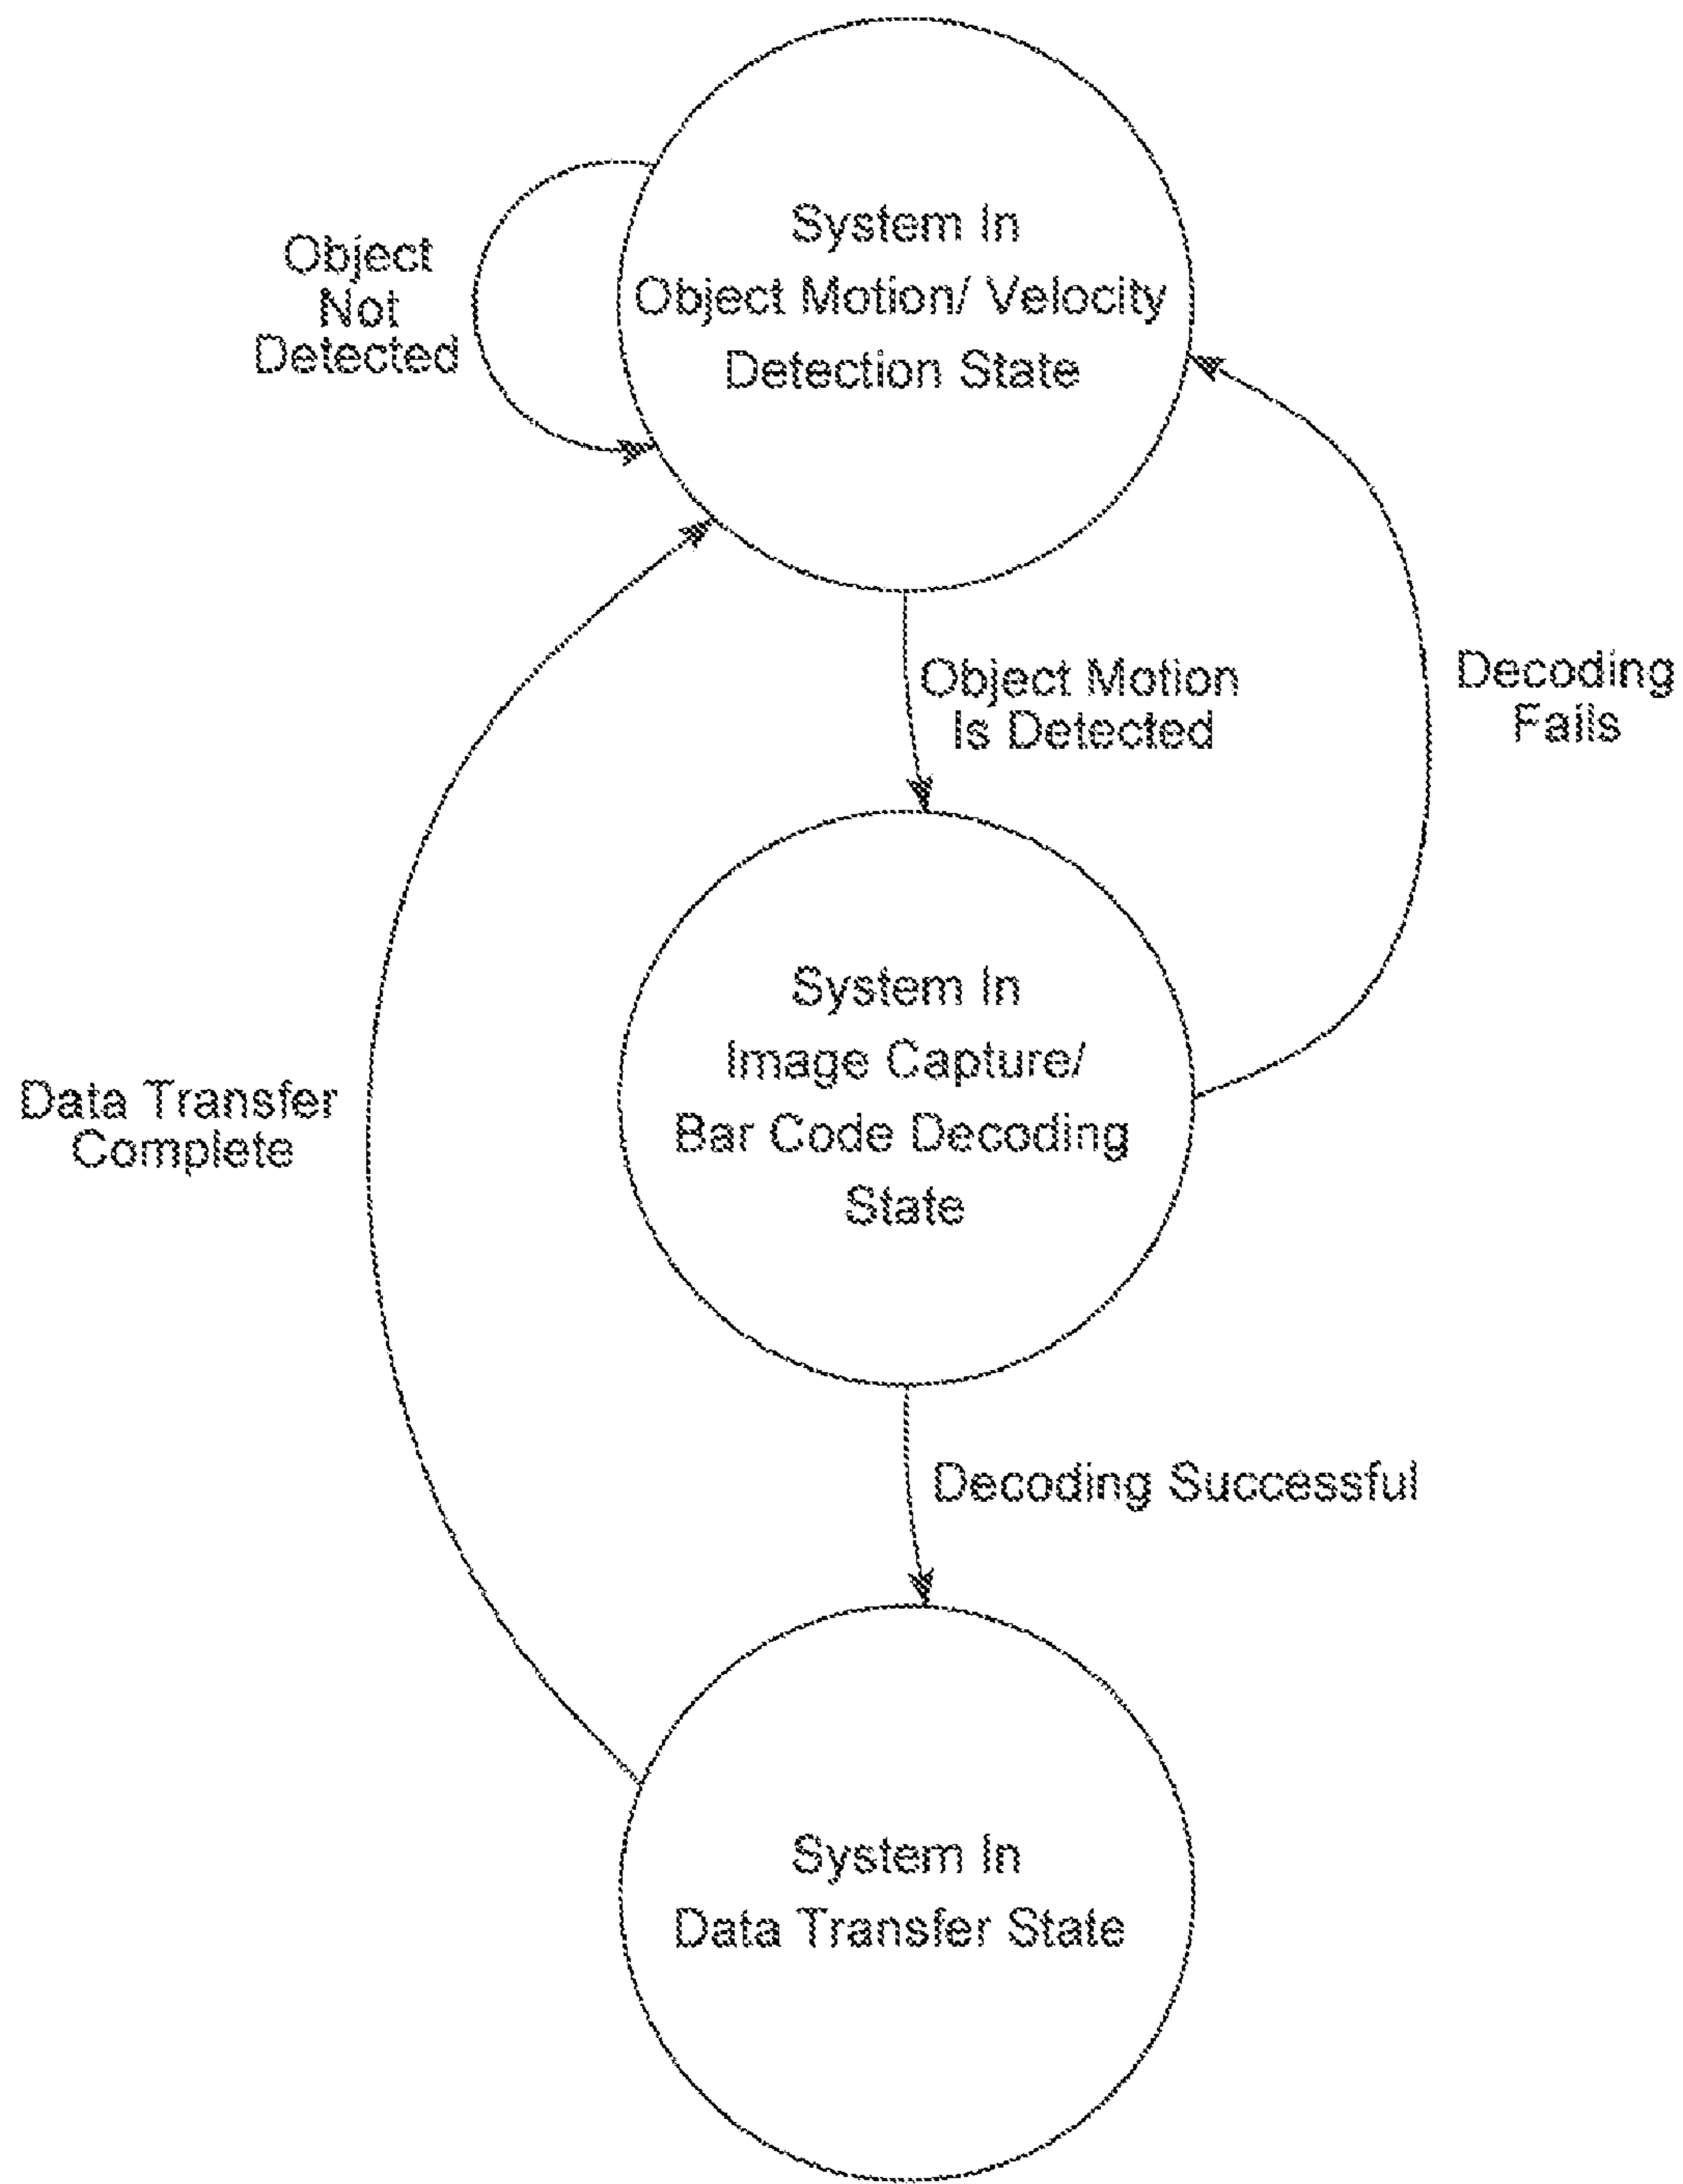 System In
Object Motion/ Velocity
Detection State
Object
Not
Detected
Object Motion
Is Detected
Decoding
Fails
System In
Image Capture/
Bar Code Decoding
State
Data Transfer
Complete
Decoding Successful
System In
Data Transfer State